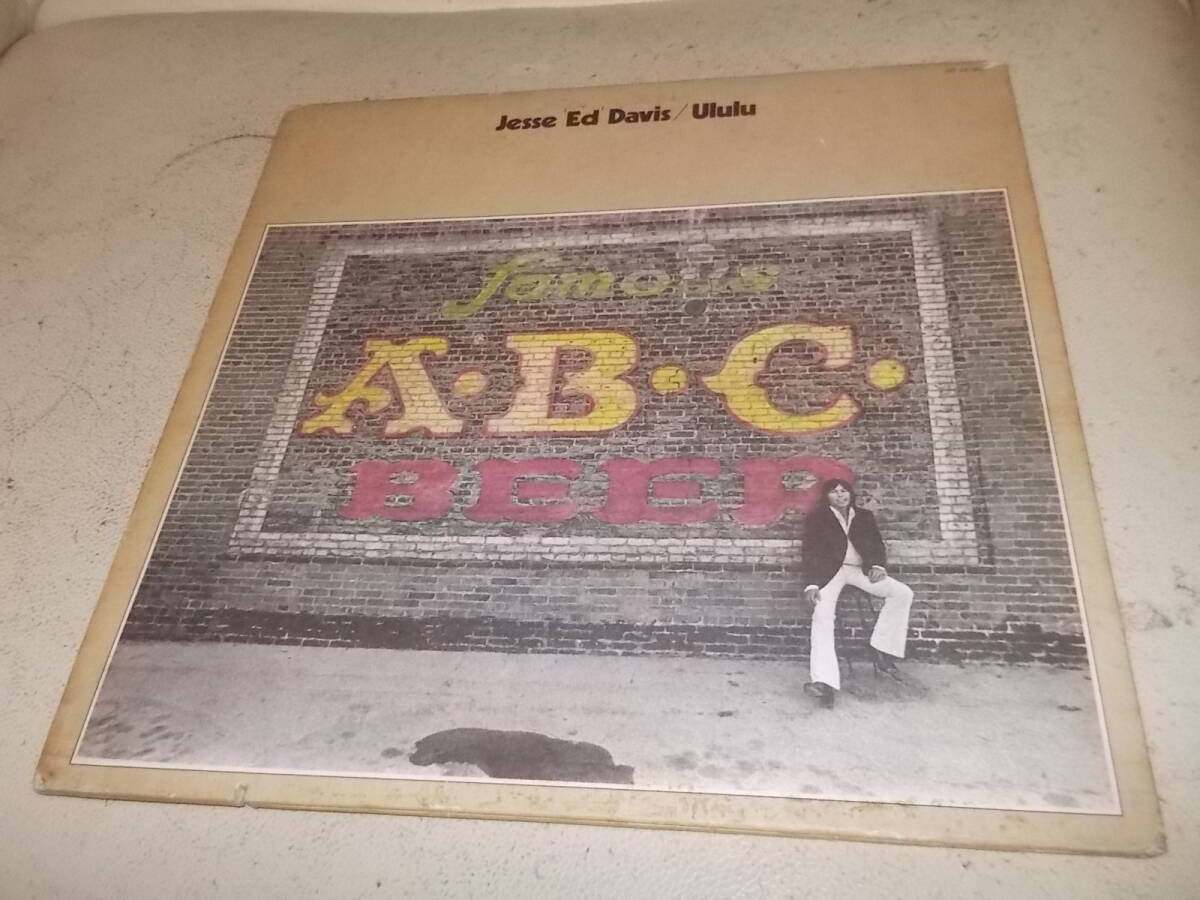 Jesse 'Ed' Davis / Ululu
famous
A·B·C·
BEER